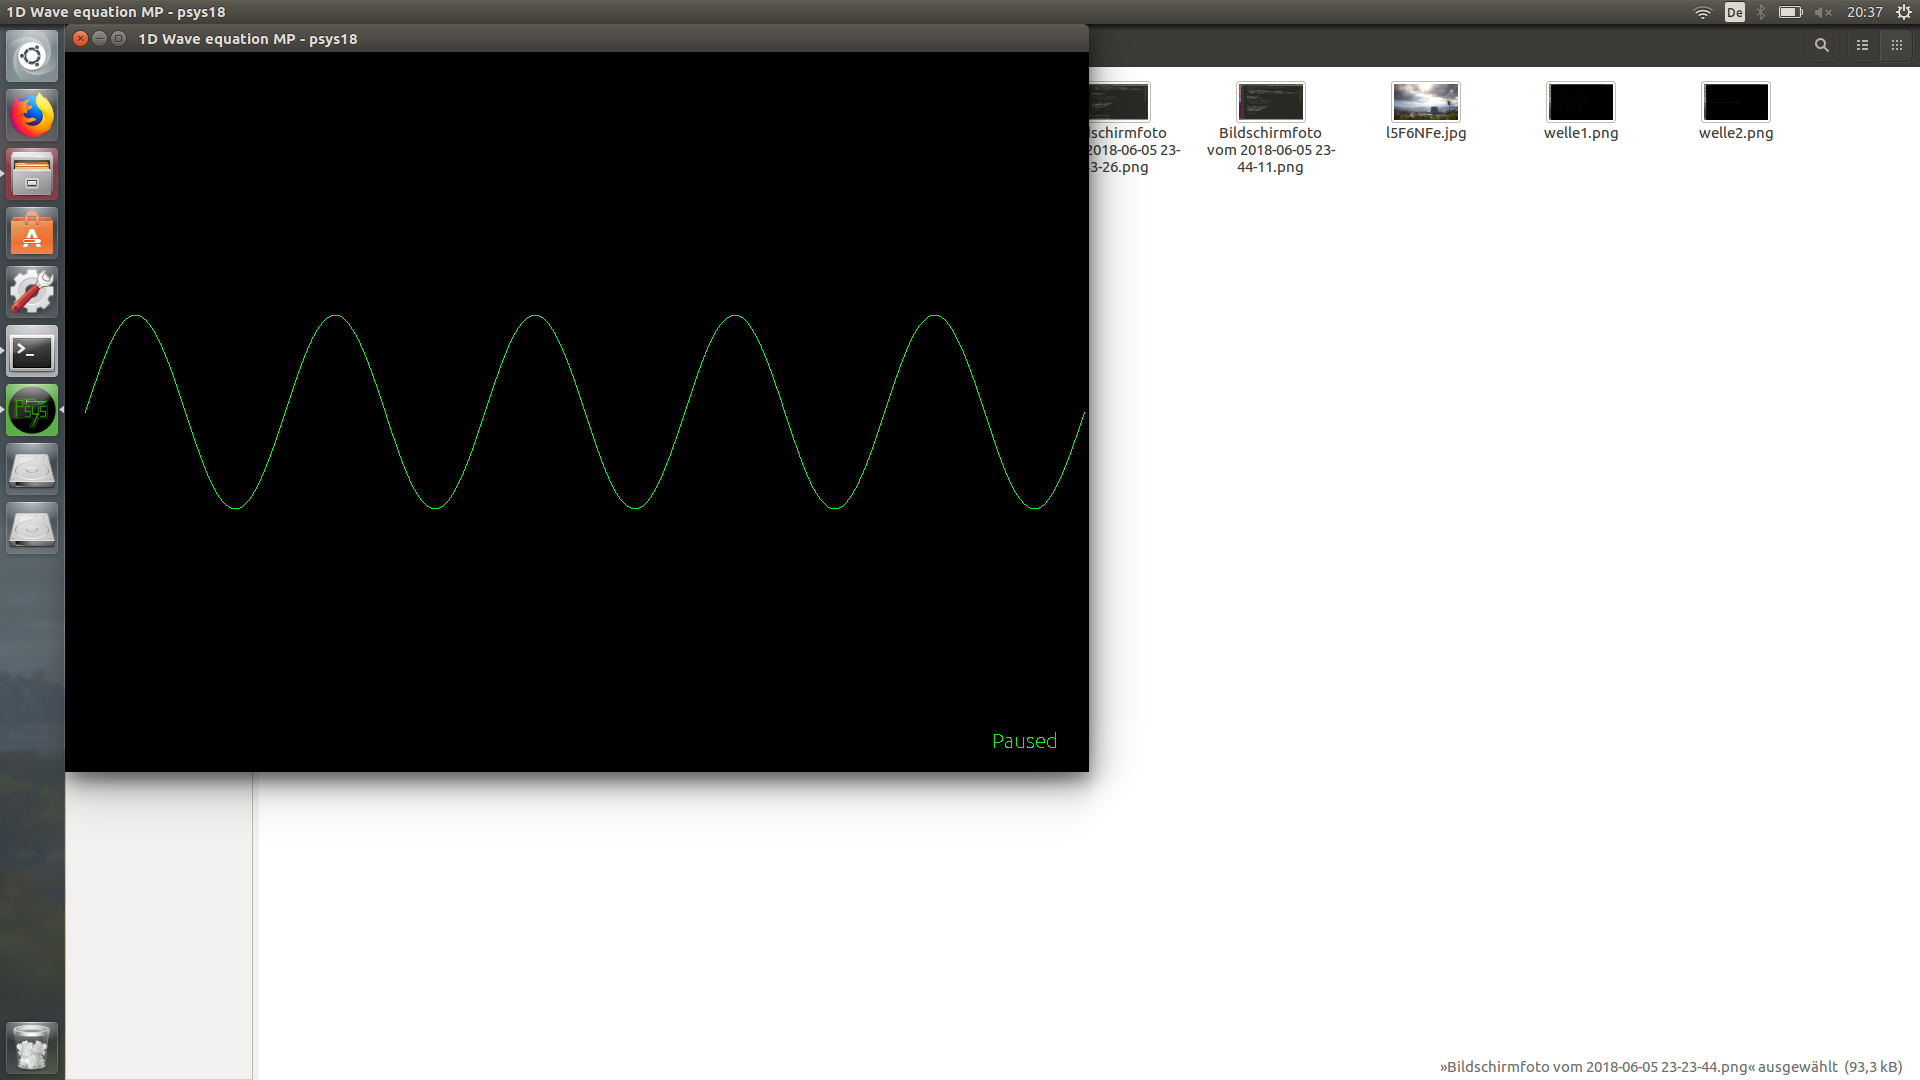 1D Wave equation MP - psys18
De
20:37
1D Wave equation MP - psys18
schirmfoto
2018-06-05 23-
3-26.png
Bildschirmfoto
vom 2018-06-05 23-
44-11.png
l5F6NFe.jpg
welle1.png
welle2.png
Psys
Paused
»Bildschirmfoto vom 2018-06-05 23-23-44.png« ausgewählt (93,3 kB)